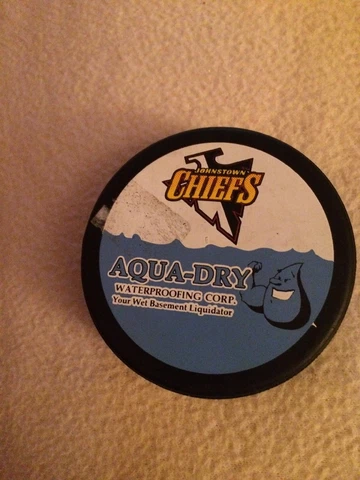 JOHNSTOWN
CHIEFS
AQUA-DRY
WATERPROOFING CORP.
Your Wet Basement Liquidator